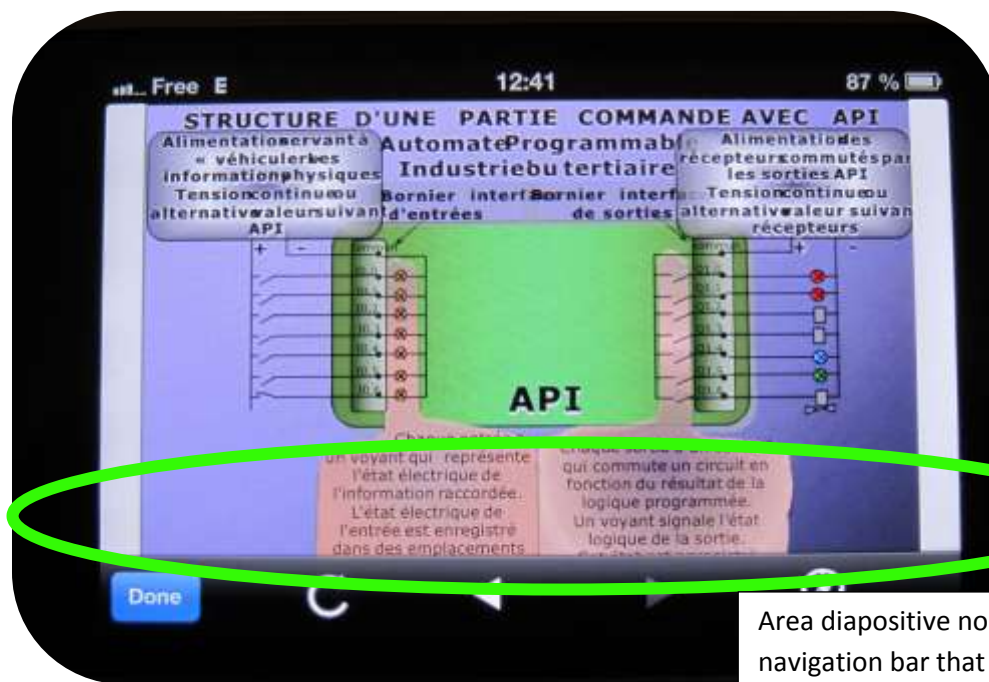 Free E 12:41 87 %
STRUCTURE D'UNE PARTIE COMMANDE AVEC API
Automate Programmable
Industriel ou tertiaire
Alimentation servant à
« véhiculer les
informations physiques
Tension continue ou
alternative valeur suivant
API
Bornier interface
d'entrées
Bornier interface
de sorties
Alimentation des
récepteurs commutés par
les sorties API
Tension continue ou
alternative valeur suivan
récepteurs
+ -
+ -
API
un voyant qui représente
l'état électrique de
l'information raccordée.
L'état électrique de
l'entrée est enregistré
dans des emplacements
qui commute un circuit en
fonction du résultat de la
logique programmée.
Un voyant signale l'état
logique de la sortie.
Done
Area diapositive no
navigation bar that